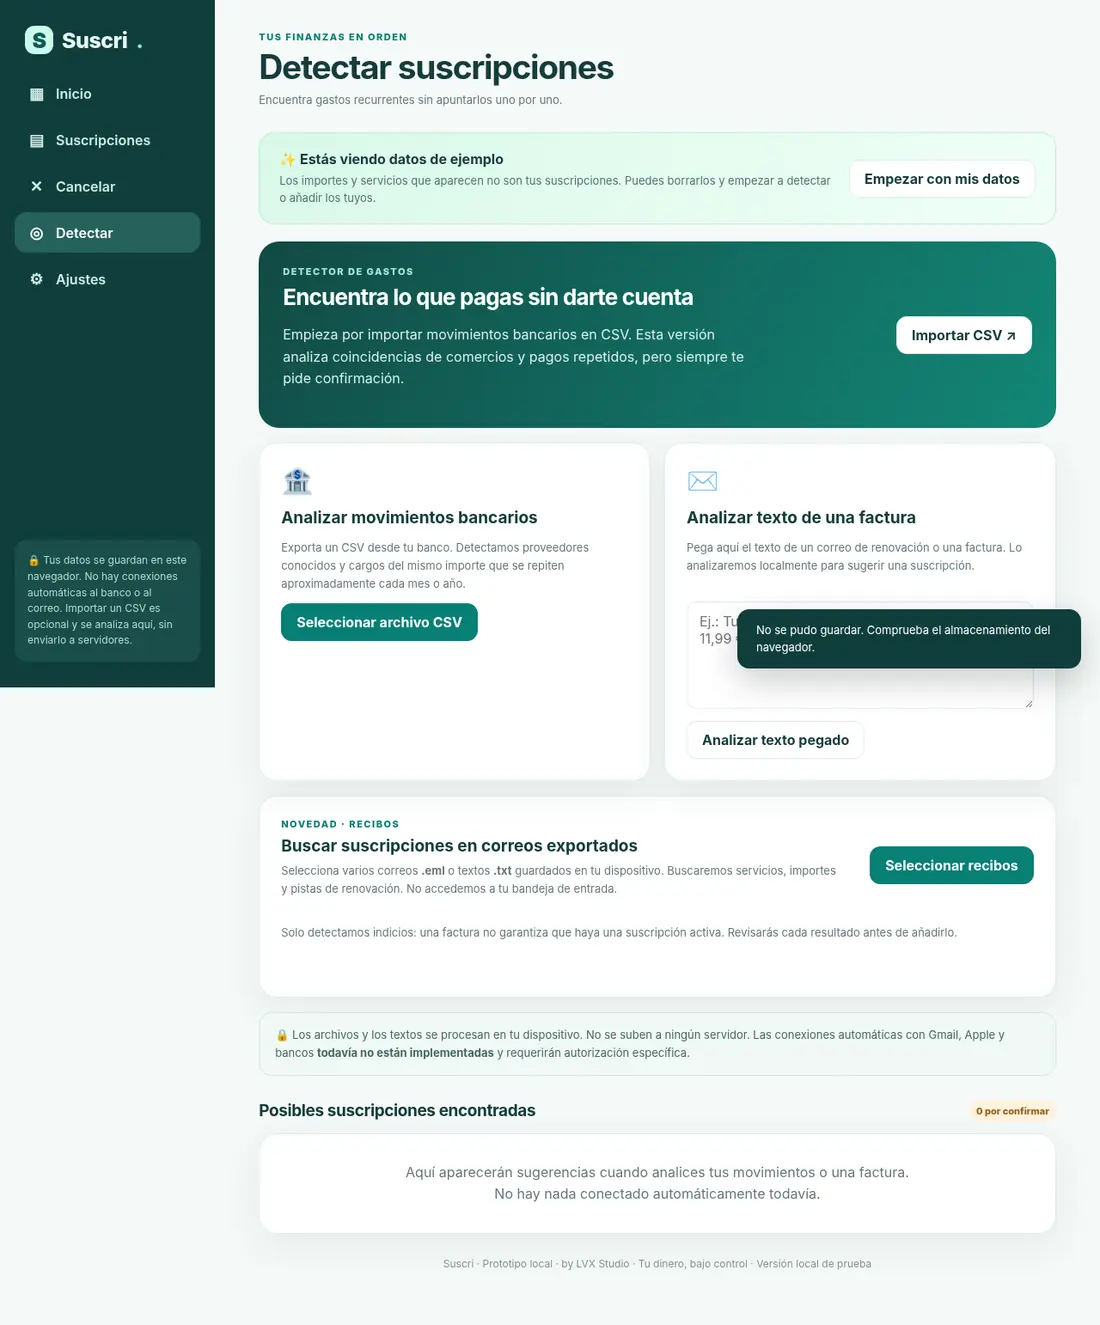 S Suscri .
Inicio
Suscripciones
Cancelar
Detectar
Ajustes
🔒 Tus datos se guardan en este
navegador. No hay conexiones
automáticas al banco o al
correo. Importar un CSV es
opcional y se analiza aquí, sin
enviarlo a servidores.
TUS FINANZAS EN ORDEN
Detectar suscripciones
Encuentra gastos recurrentes sin apuntarlos uno por uno.
✨ Estás viendo datos de ejemplo
Los importes y servicios que aparecen no son tus suscripciones. Puedes borrarlos y empezar a detectar
o añadir los tuyos.
Empezar con mis datos
DETECTOR DE GASTOS
Encuentra lo que pagas sin darte cuenta
Empieza por importar movimientos bancarios en CSV. Esta versión
analiza coincidencias de comercios y pagos repetidos, pero siempre te
pide confirmación.
Importar CSV ↗
Analizar movimientos bancarios
Exporta un CSV desde tu banco. Detectamos proveedores
conocidos y cargos del mismo importe que se repiten
aproximadamente cada mes o año.
Seleccionar archivo CSV
Analizar texto de una factura
Pega aquí el texto de un correo de renovación o una factura. Lo
analizaremos localmente para sugerir una suscripción.
Ej.: Tu
11,99
No se pudo guardar. Comprueba el almacenamiento del
navegador.
Analizar texto pegado
NOVEDAD · RECIBOS
Buscar suscripciones en correos exportados
Selecciona varios correos .eml o textos .txt guardados en tu dispositivo. Buscaremos servicios, importes
y pistas de renovación. No accedemos a tu bandeja de entrada.
Seleccionar recibos
Solo detectamos indicios: una factura no garantiza que haya una suscripción activa. Revisarás cada resultado antes de añadirlo.
🔒 Los archivos y los textos se procesan en tu dispositivo. No se suben a ningún servidor. Las conexiones automáticas con Gmail, Apple y
bancos todavía no están implementadas y requerirán autorización específica.
Posibles suscripciones encontradas
0 por confirmar
Aquí aparecerán sugerencias cuando analices tus movimientos o una factura.
No hay nada conectado automáticamente todavía.
Suscri · Prototipo local · by LVX Studio · Tu dinero, bajo control · Versión local de prueba